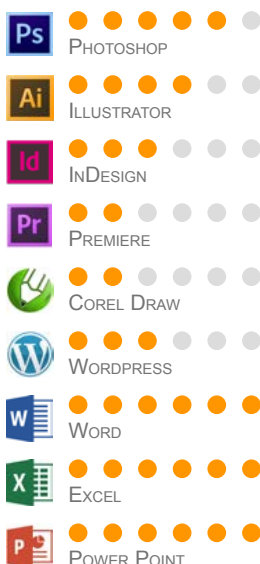 Ps
PHOTOSHOP
Ai
ILLUSTRATOR
Id
INDESIGN
Pr
PREMIERE
COREL DRAW
W
WORDPRESS
W
WORD
X
EXCEL
P
POWER POINT